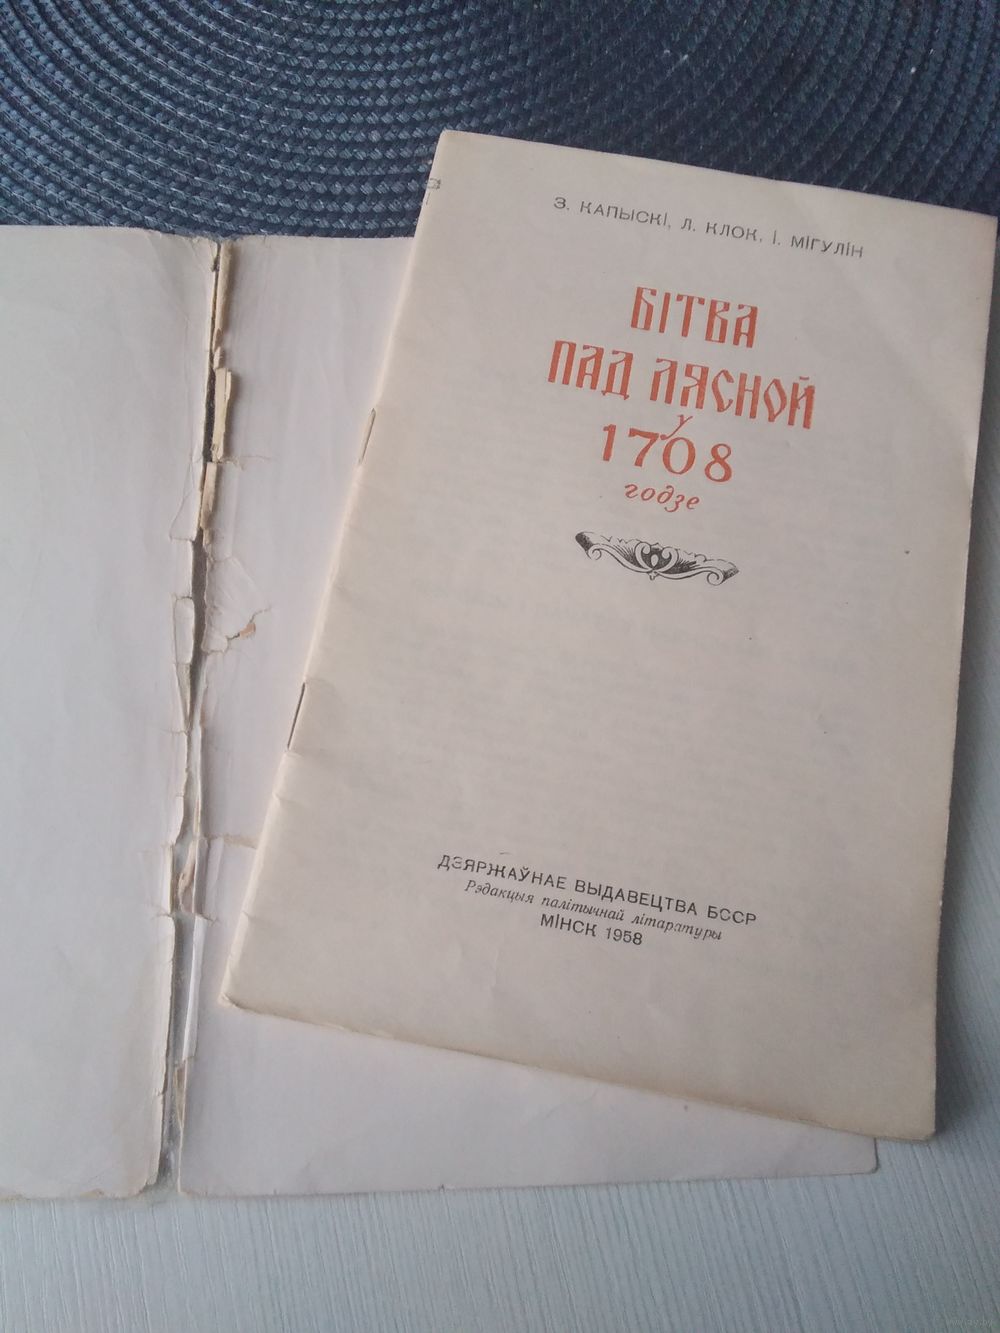 З. КАПЫСКІ, Л. КЛОК, І. МІГУЛІН
БІТВА
ПАД ЛЯСНОЙ
у
1708
годзе
ДЗЯРЖАЎНАЕ ВЫДАВЕЦТВА БССР
Рэдакцыя палітычнай літаратуры
МІНСК 1958